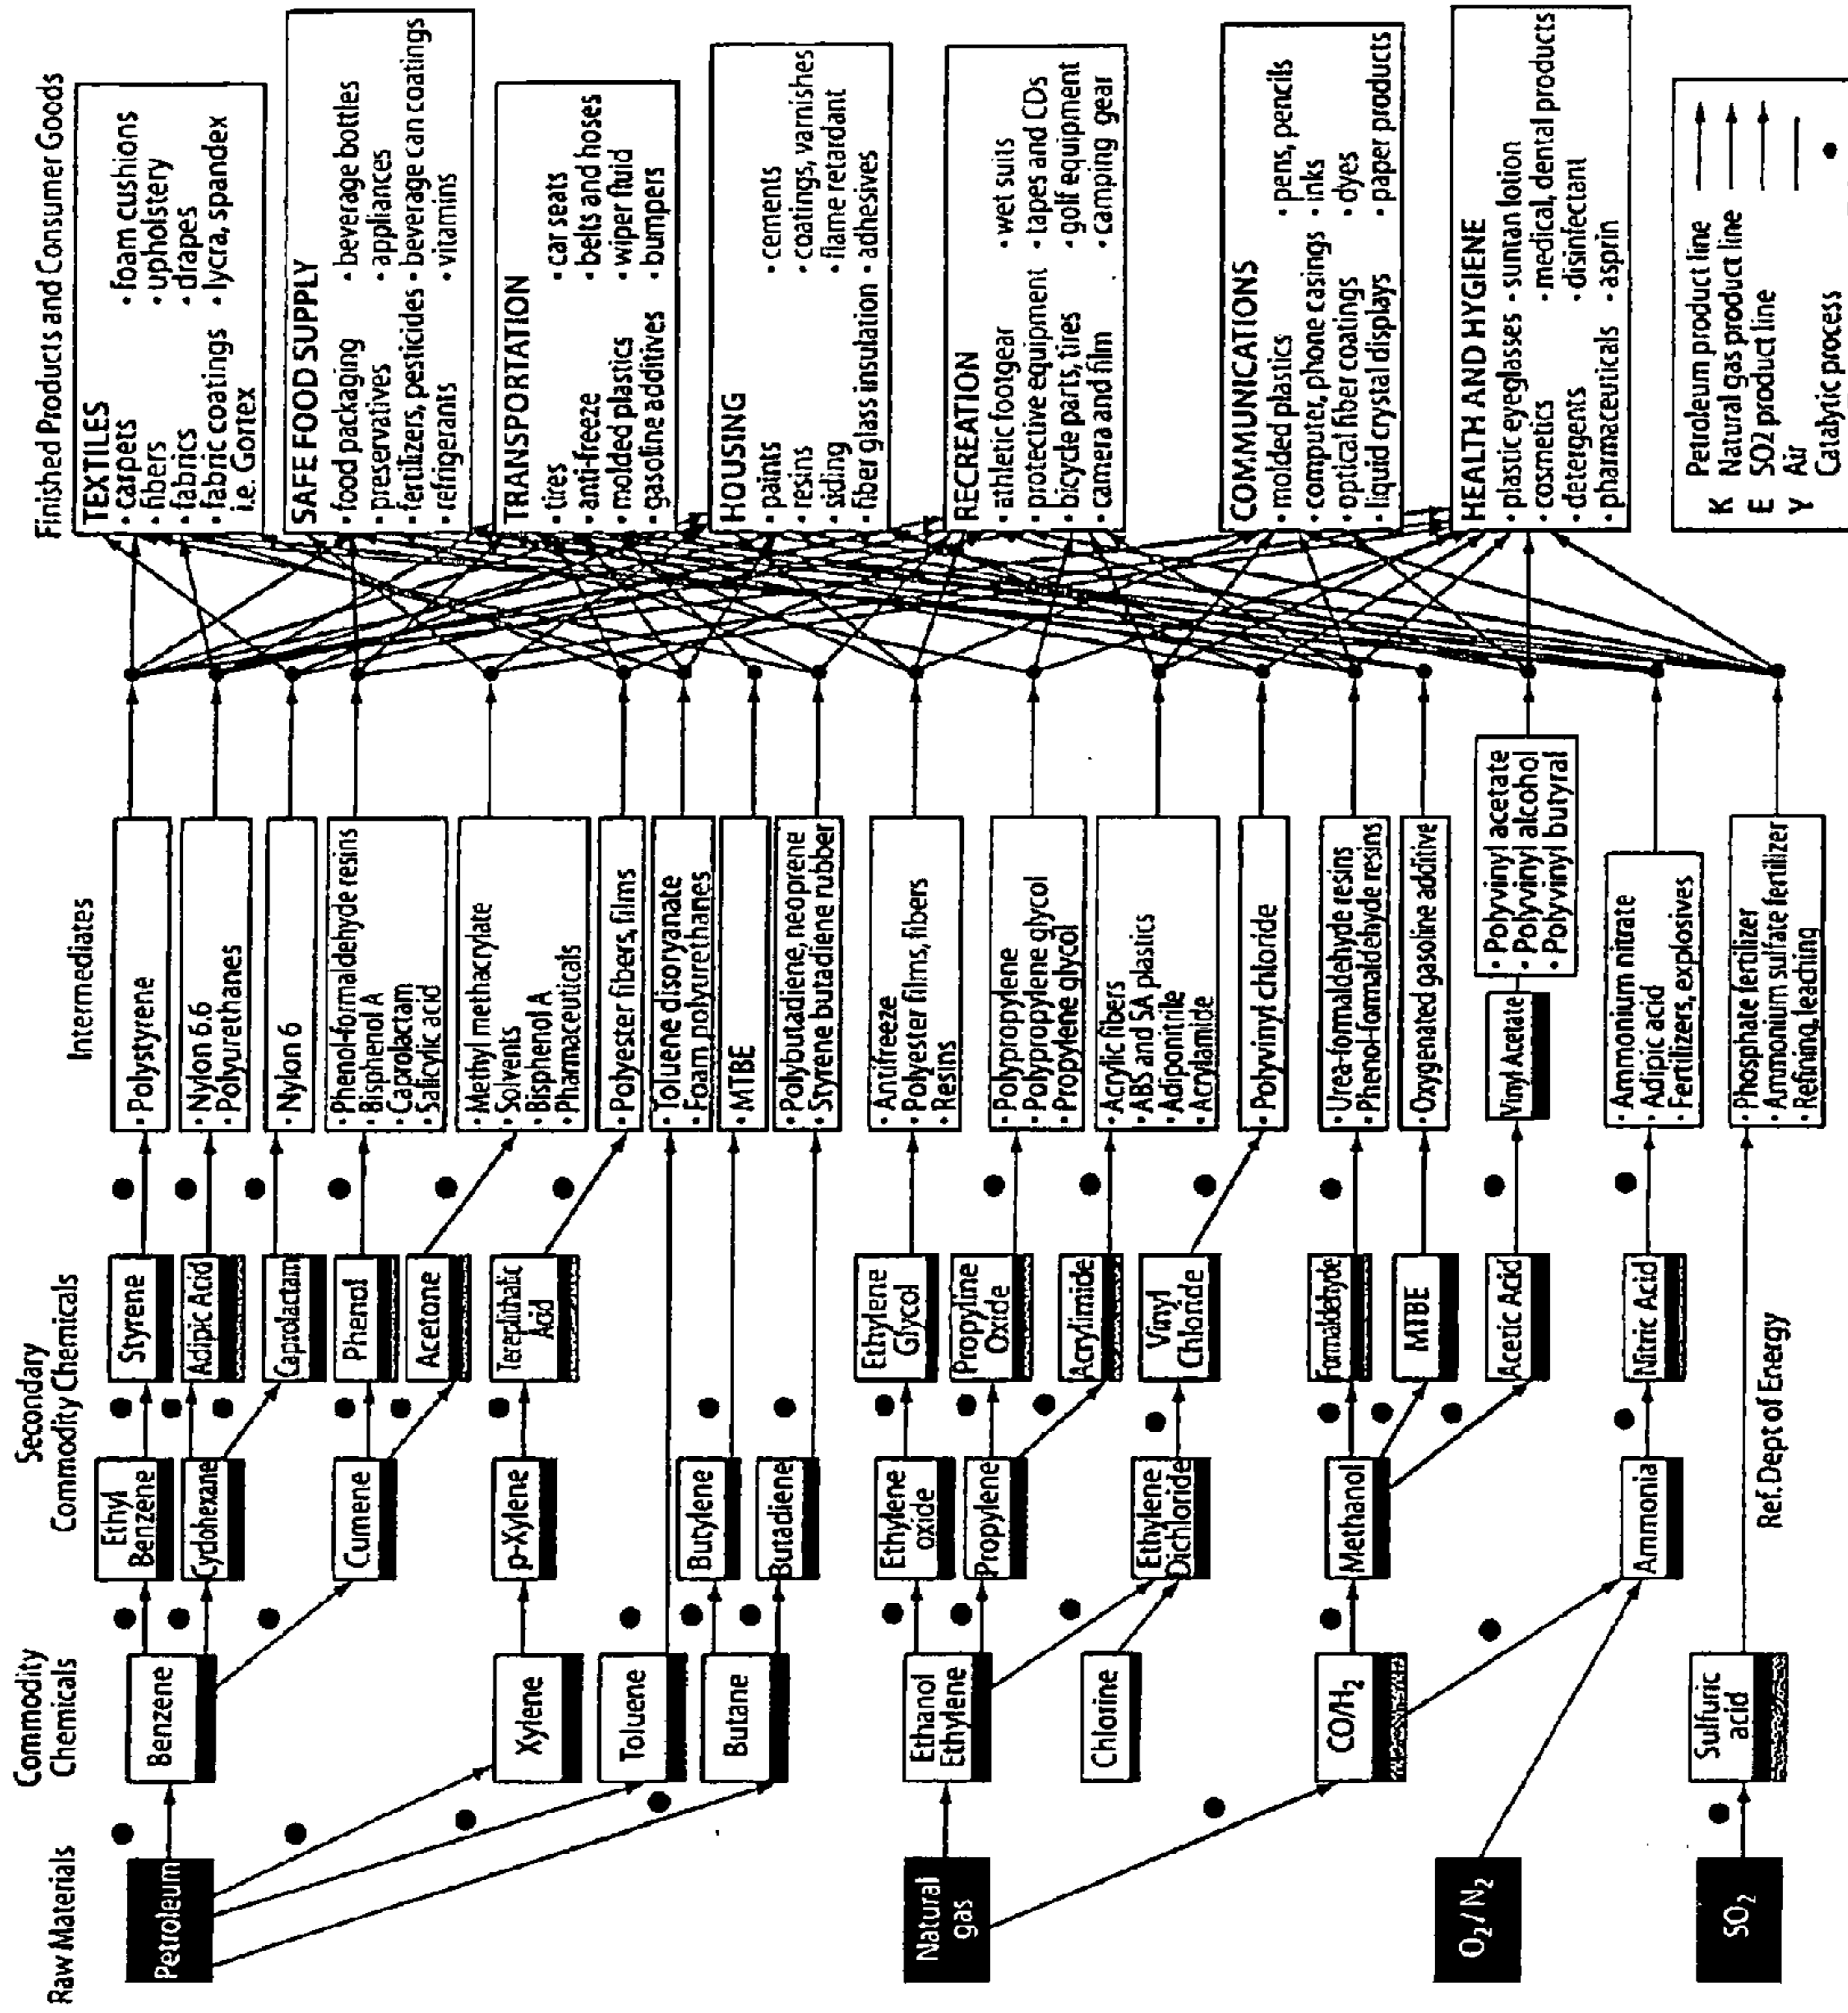 Raw Materials
Commodity
Chemicals
Secondary
Commodity Chemicals
Intermediates
Finished Products and Consumer Goods
Petroleum
Natural
gas
O₂/N₂
SO₂
Benzene
Xylene
Toluene
Butane
Ethanol
Ethylene
Chlorine
CO/H₂
Sulfuric
acid
Ethyl
Benzene
Cyclohexane
Cumene
p-Xylene
Butylene
Butadiene
Ethylene
oxide
Propylene
Ethylene
Dichloride
Methanol
Ammonia
Styrene
Adipic Acid
Caprolactam
Phenol
Acetone
Terepllthatic
Acid
Ethylene
Glycol
Propyline
Oxide
Acrylimide
Vinyl
Chloride
Formaldehyde
MTBE
Acetic Acid
Nitric Acid
Ref. Dept of Energy
• Polystyrene
• Nylon 6.6
• Polyurethanes
• Nylon 6
• Phenol-formaldehyde resins
• Bisphenol A
• Caprolactam
• Salicylic acid
• Methyl methacrylate
• Solvents
• Bisphenol A
• Pharmaceuticals
• Polyester fibers, films
• Toluene disoryanate
• Foam polyurethanes
• MTBE
• Polybutadiene, neoprene
• Styrene butadiene rubber
• Antifreeze
• Polyester films, fibers
• Resins
• Polypropylene
• Polypropylene glycol
• Propylene glycol
• Acrylic fibers
• ABS and SA plastics
• Adiponitrile
• Acrylamide
• Polyvinyl chloride
• Urea-formaldehyde resins
• Phenol-formaldehyde resins
• Oxygenated gasoline additive
Vinyl Acetate
• Polyvinyl acetate
• Polyvinyl alcohol
• Polyvinyl butyral
• Ammonium nitrate
• Adipic acid
• Fertilizers, explosives
• Phosphate fertilizer
• Ammonium sulfate fertilizer
• Refining, leaching
TEXTILES
• carpets • foam cushions
• fibers • upholstery
• fabrics • drapes
• fabric coatings • lycra, spandex
i.e. Gortex
SAFE FOOD SUPPLY
• food packaging • beverage bottles
• preservatives • appliances
• fertilizers, pesticides • beverage can coatings
• refrigerants • vitamins
TRANSPORTATION
• tires • car seats
• anti-freeze • belts and hoses
• molded plastics • wiper fluid
• gasoline additives • bumpers
HOUSING
• paints • cements
• resins • coatings, varnishes
• siding • flame retardant
• fiber glass insulation • adhesives
RECREATION
• athletic footgear • wet suits
• protective equipment • tapes and CDs
• bicycle parts, tires • golf equipment
• camera and film • camping gear
COMMUNICATIONS
• molded plastics • pens, pencils
• computer, phone casings • inks
• optical fiber coatings • dyes
• liquid crystal displays • paper products
HEALTH AND HYGIENE
• plastic eyeglasses • suntan lotion
• cosmetics • medical, dental products
• detergents • disinfectant
• pharmaceuticals • asprin
K Petroleum product line
E Natural gas product line
Y SO2 product line
Air
Catalytic process